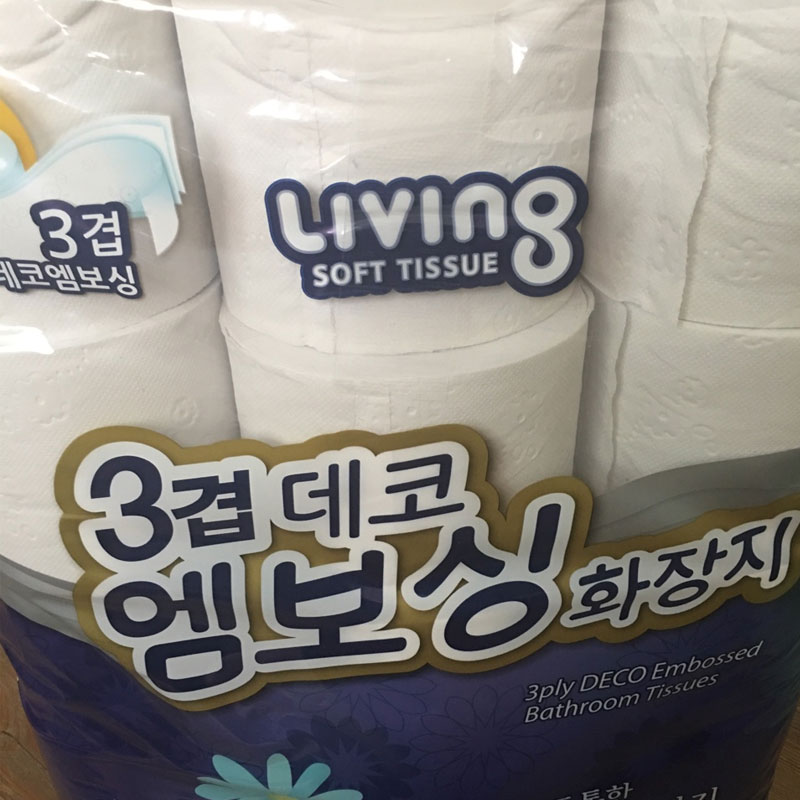 LIVING
SOFT TISSUE
3겹
데코엠보싱
3겹 데코
엠보싱 화장지
3ply DECO Embossed
Bathroom Tissues